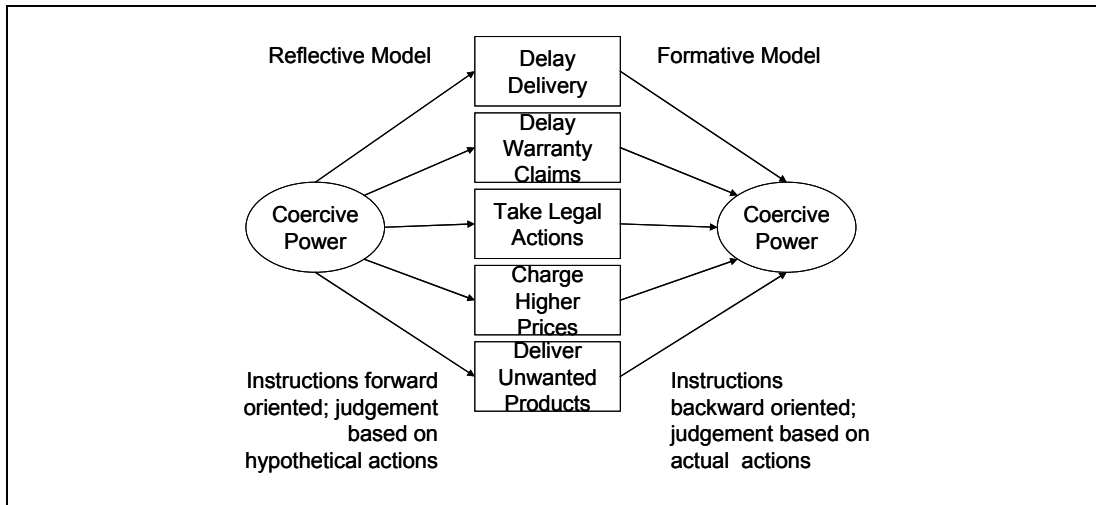 Reflective Model
Delay
Delivery
Formative Model
Delay
Warranty
Claims
Coercive
Power
Take Legal
Actions
Coercive
Power
Charge
Higher
Prices
Deliver
Unwanted
Products
Instructions forward
oriented; judgement
based on
hypothetical actions
Instructions
backward oriented;
judgement based on
actual actions